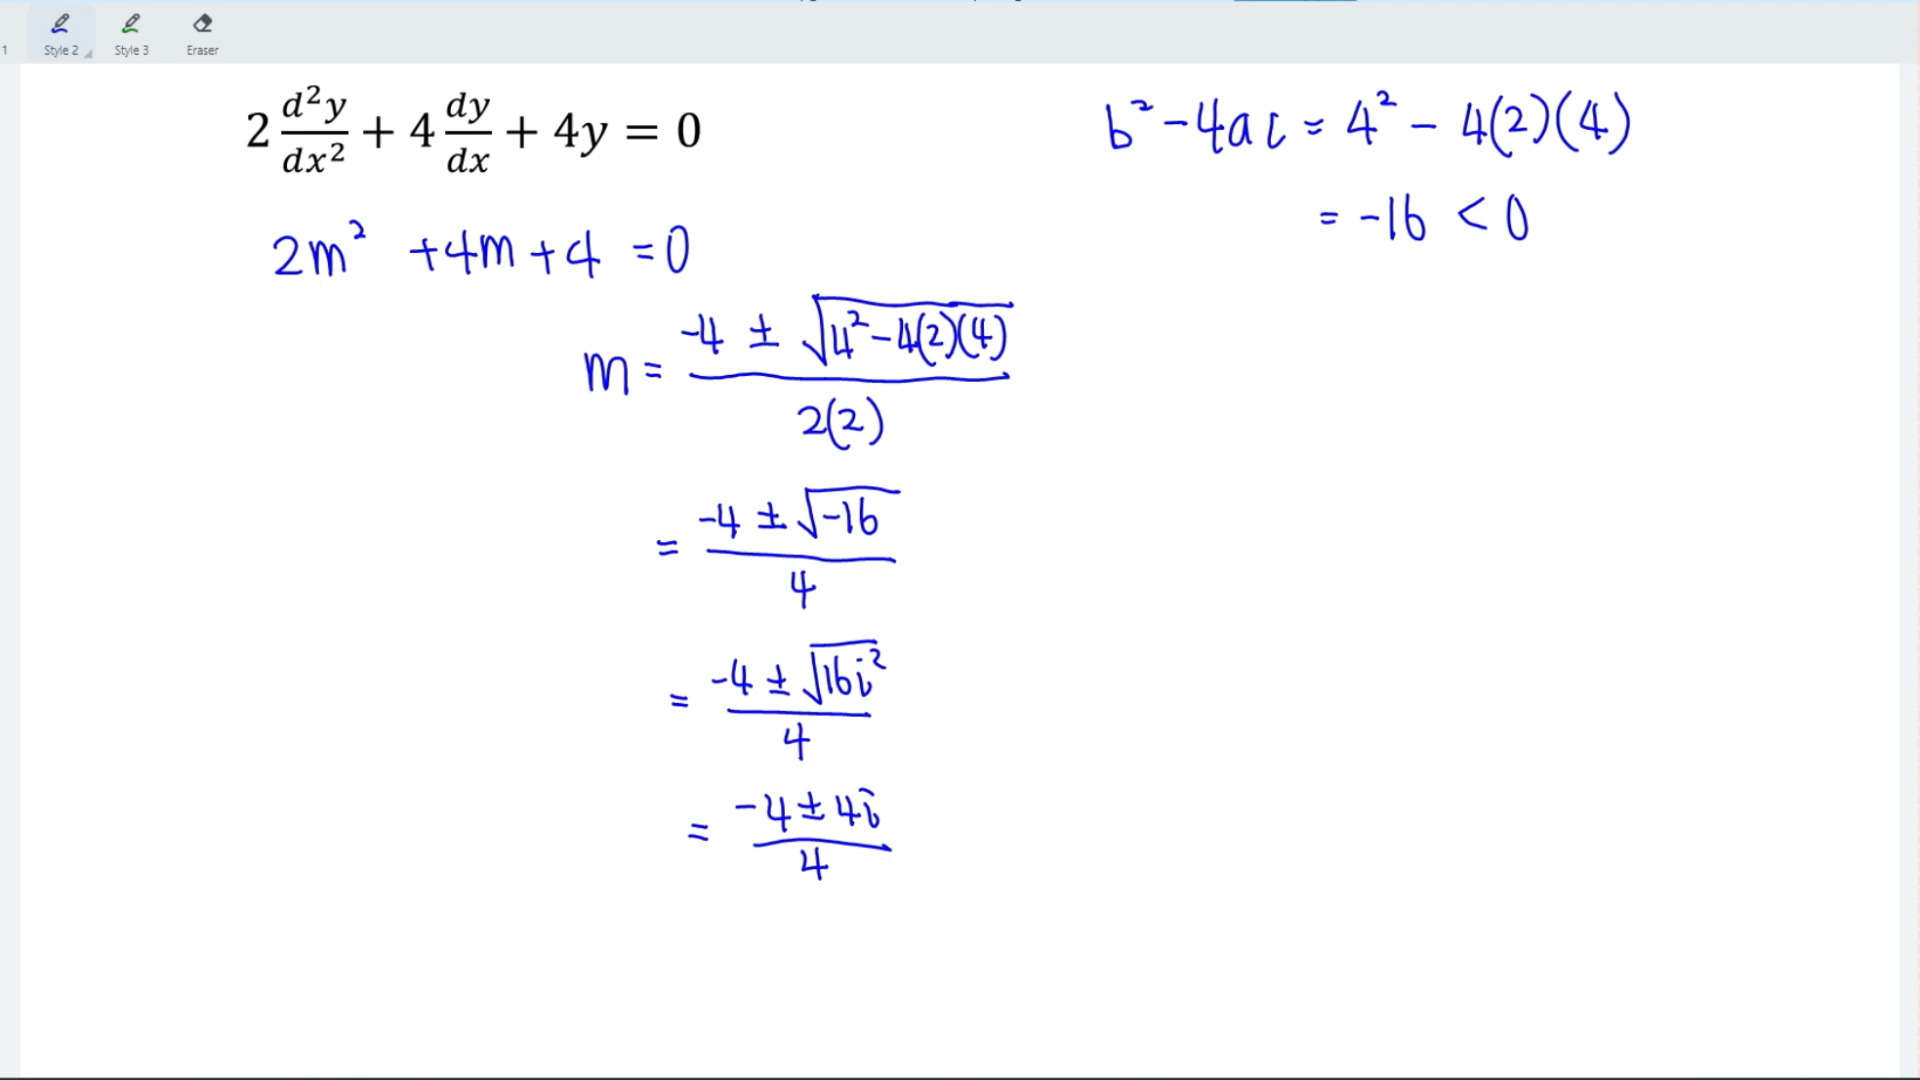 1 Style 2 Style 3 Eraser
2 d²y/dx² + 4 dy/dx + 4y = 0
b² - 4ac = 4² - 4(2)(4)
= -16 < 0
2m² + 4m + 4 = 0
m = (-4 ± √(4² - 4(2)(4))) / 2(2)
= (-4 ± √(-16)) / 4
= (-4 ± √(16i²)) / 4
= (-4 ± 4i) / 4